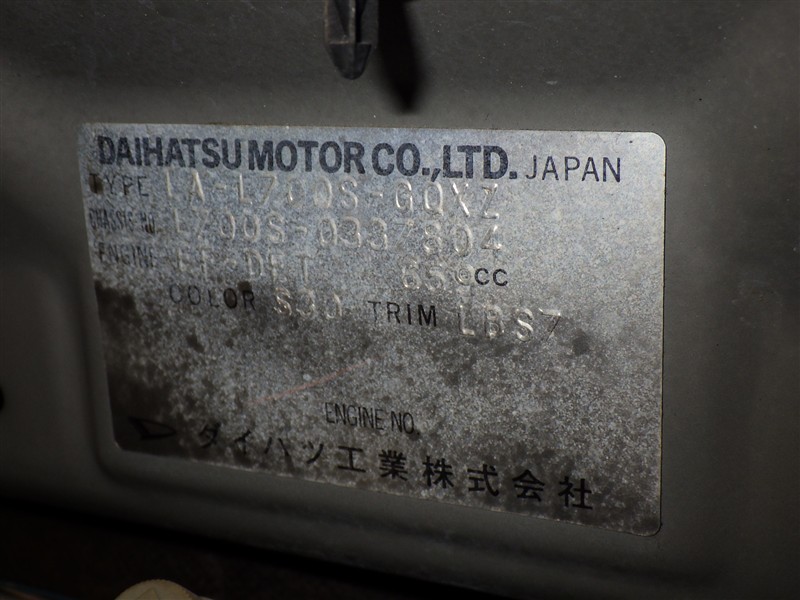 DAIHATSU MOTOR CO.,LTD. JAPAN
TYPE LA-L700S-GQXZ
CHASSIS NO. L700S-0337804
ENGINE EF-DET 659cc
COLOR S30 TRIM LBS7
ENGINE NO.
ダイハツ工業株式会社